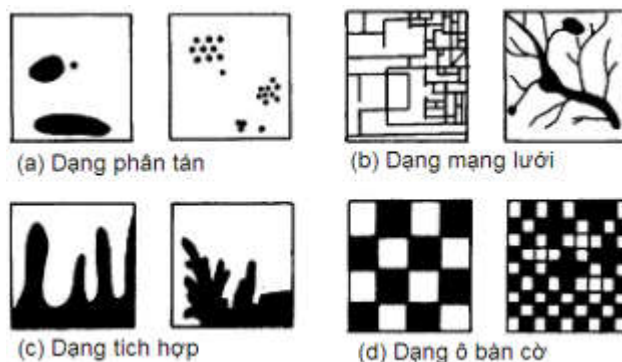 (a) Dạng phân tán
(b) Dạng mạng lưới
(c) Dạng tích hợp
(d) Dạng ô bàn cờ